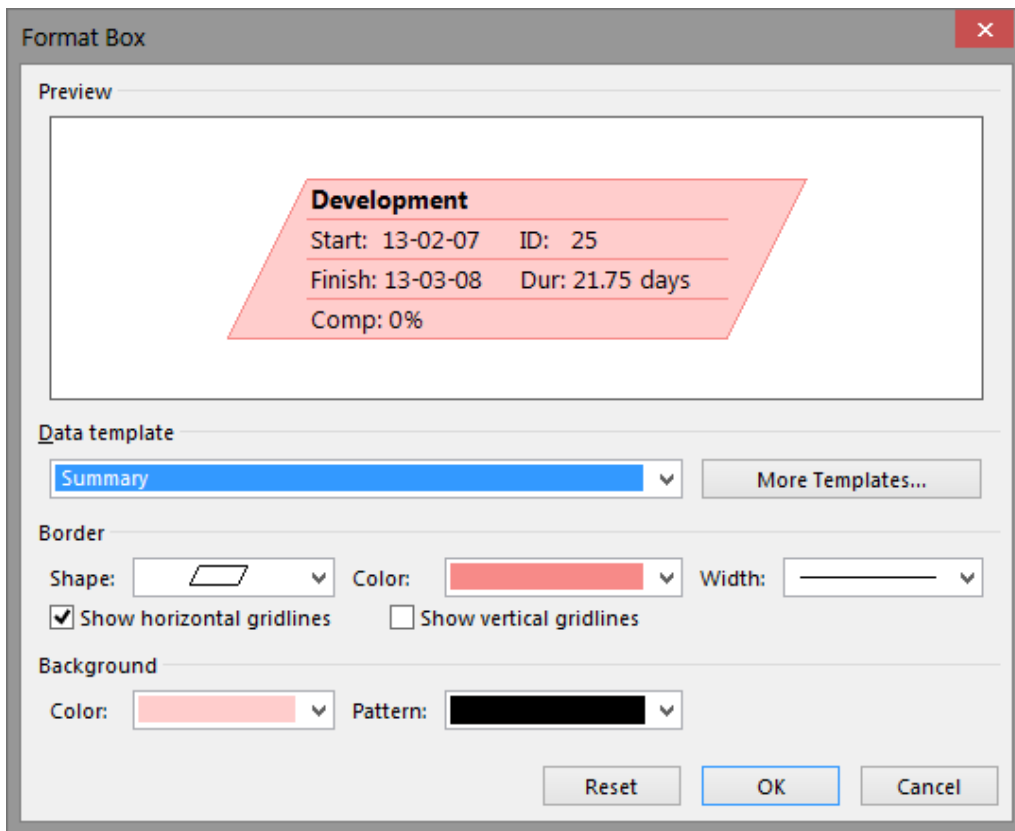 Format Box
Preview
Development
Start: 13-02-07 ID: 25
Finish: 13-03-08 Dur: 21.75 days
Comp: 0%
Data template
Summary More Templates...
Border
Shape: Color: Width:
Show horizontal gridlines Show vertical gridlines
Background
Color: Pattern:
Reset OK Cancel